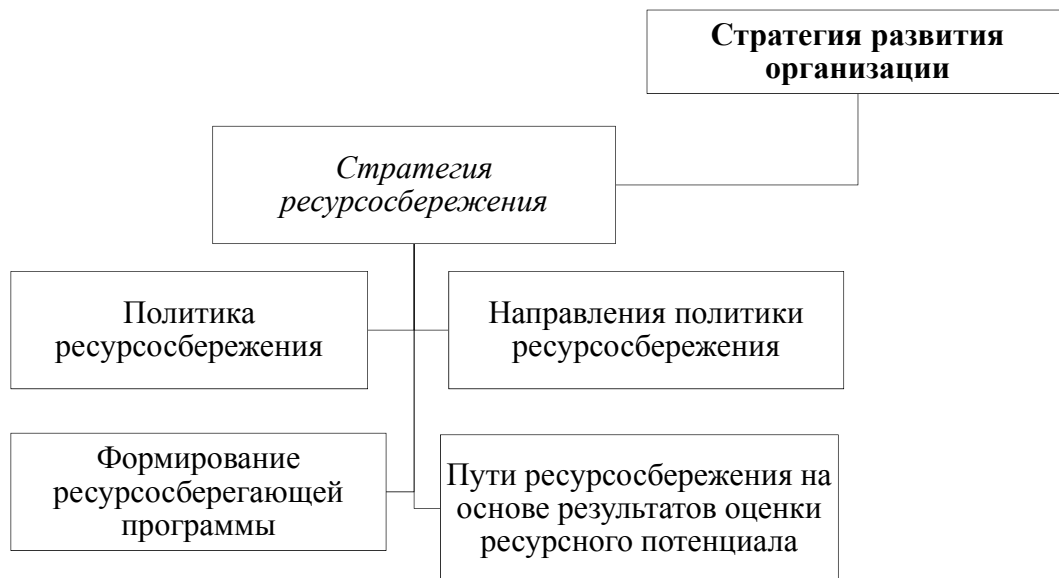 Стратегия развития
организации
Стратегия
ресурсосбережения
Политика
ресурсосбережения
Направления политики
ресурсосбережения
Формирование
ресурсосберегающей
программы
Пути ресурсосбережения на
основе результатов оценки
ресурсного потенциала